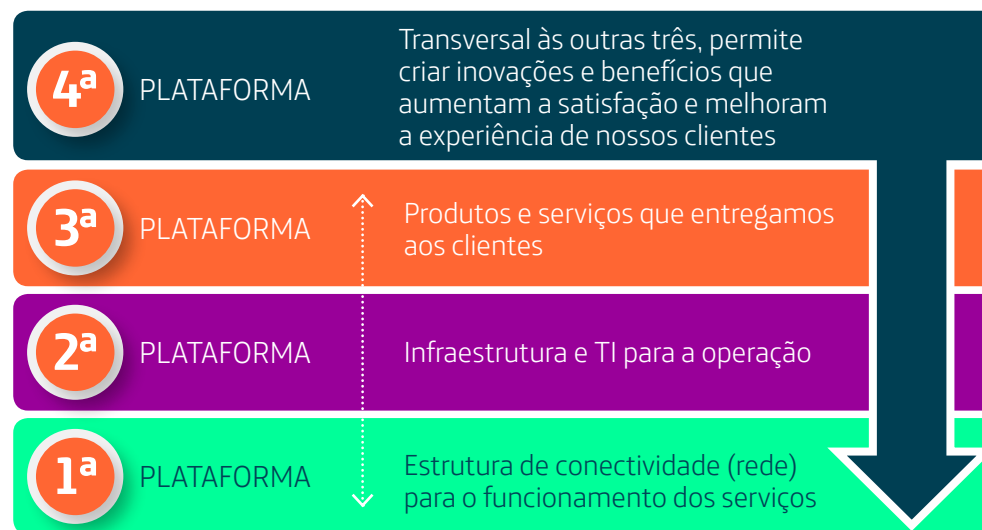 4ª PLATAFORMA
Transversal às outras três, permite
criar inovações e benefícios que
aumentam a satisfação e melhoram
a experiência de nossos clientes
3ª PLATAFORMA
Produtos e serviços que entregamos
aos clientes
2ª PLATAFORMA
Infraestrutura e TI para a operação
1ª PLATAFORMA
Estrutura de conectividade (rede)
para o funcionamento dos serviços